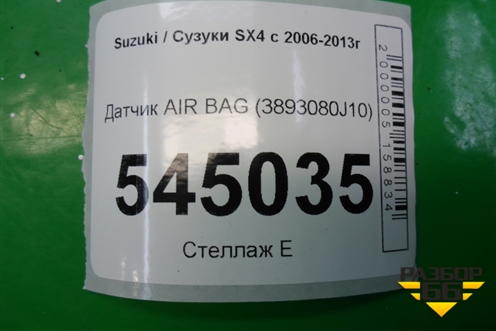 Suzuki / Сузуки SX4 с 2006-2013г
Датчик AIR BAG (3893080J10)
545035
Стеллаж Е
2000005158834
РАЗБОР
66